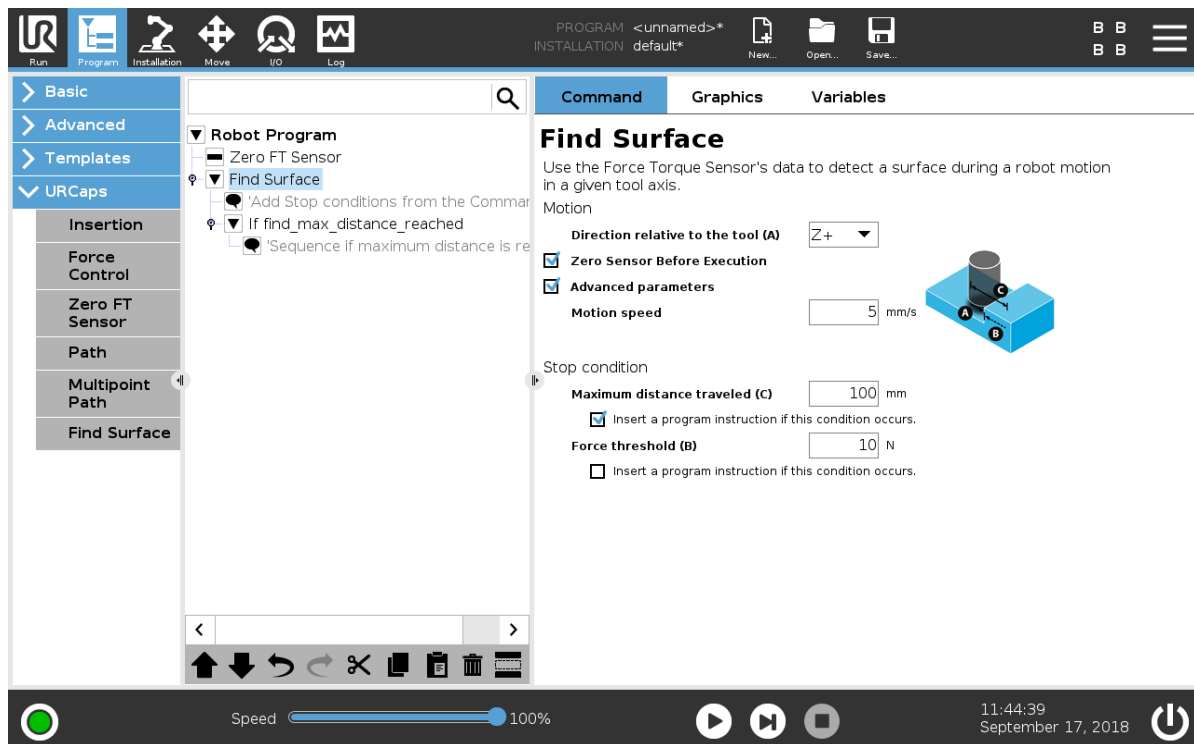 PROGRAM <unnamed>*
INSTALLATION default*
New...
Open...
Save...
B B
B B
UR
Run
Program
Installation
Move
I/O
Log
Basic
Advanced
Templates
URCaps
Insertion
Force
Control
Zero FT
Sensor
Path
Multipoint
Path
Find Surface
Robot Program
Zero FT Sensor
Find Surface
'Add Stop conditions from the Commar
If find_max_distance_reached
'Sequence if maximum distance is re
Command
Graphics
Variables
Find Surface
Use the Force Torque Sensor's data to detect a surface during a robot motion
in a given tool axis.
Motion
Direction relative to the tool (A) Z+
Zero Sensor Before Execution
Advanced parameters
Motion speed 5 mm/s
A
B
C
Stop condition
Maximum distance traveled (C) 100 mm
Insert a program instruction if this condition occurs.
Force threshold (B) 10 N
Insert a program instruction if this condition occurs.
Speed 100%
11:44:39
September 17, 2018